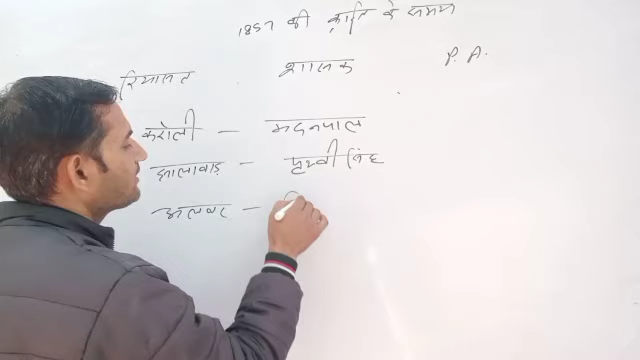 1857 की क्रांति के समय
रियासत शासक P. A.
करौली – मदनपाल
झालावाड़ – पृथ्वी सिंह
अलवर –